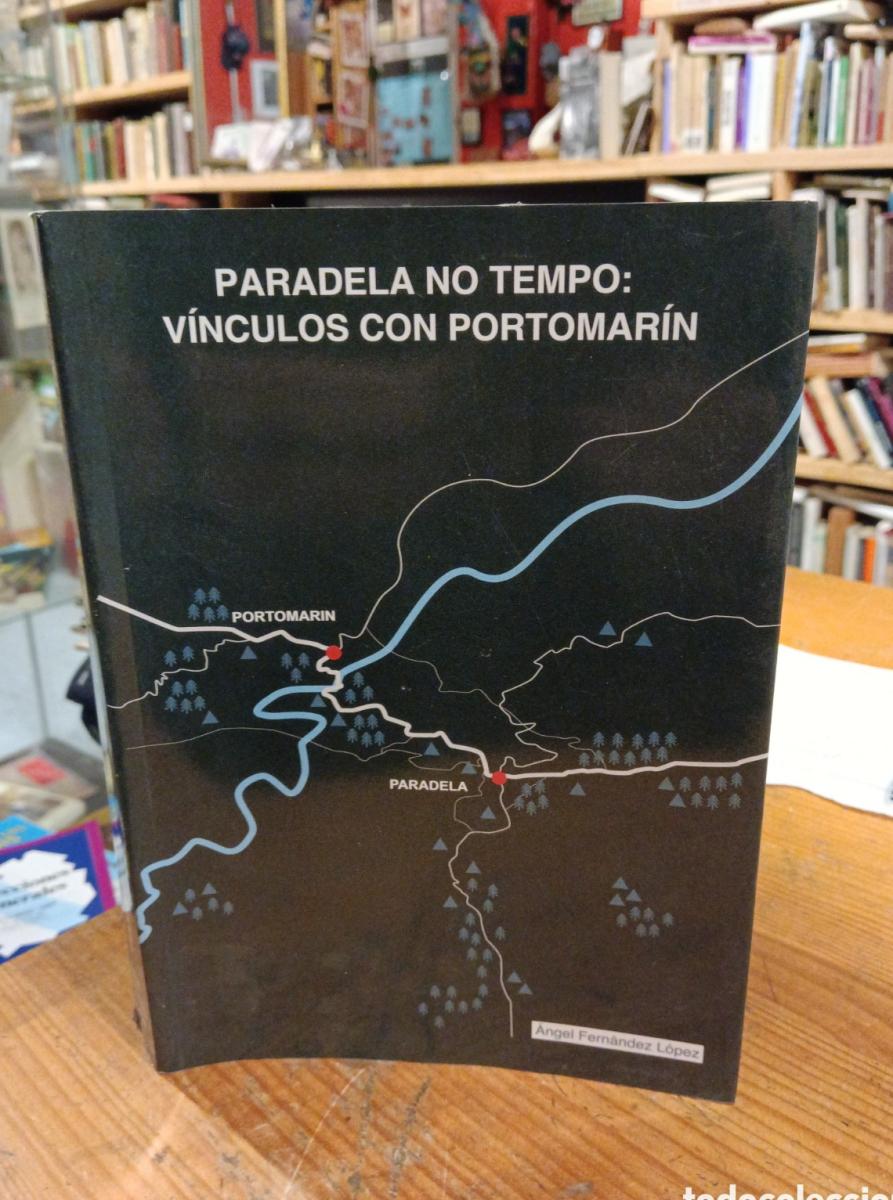 PARADELA NO TEMPO:
VÍNCULOS CON PORTOMARÍN
PORTOMARIN
PARADELA
Ángel Fernández López